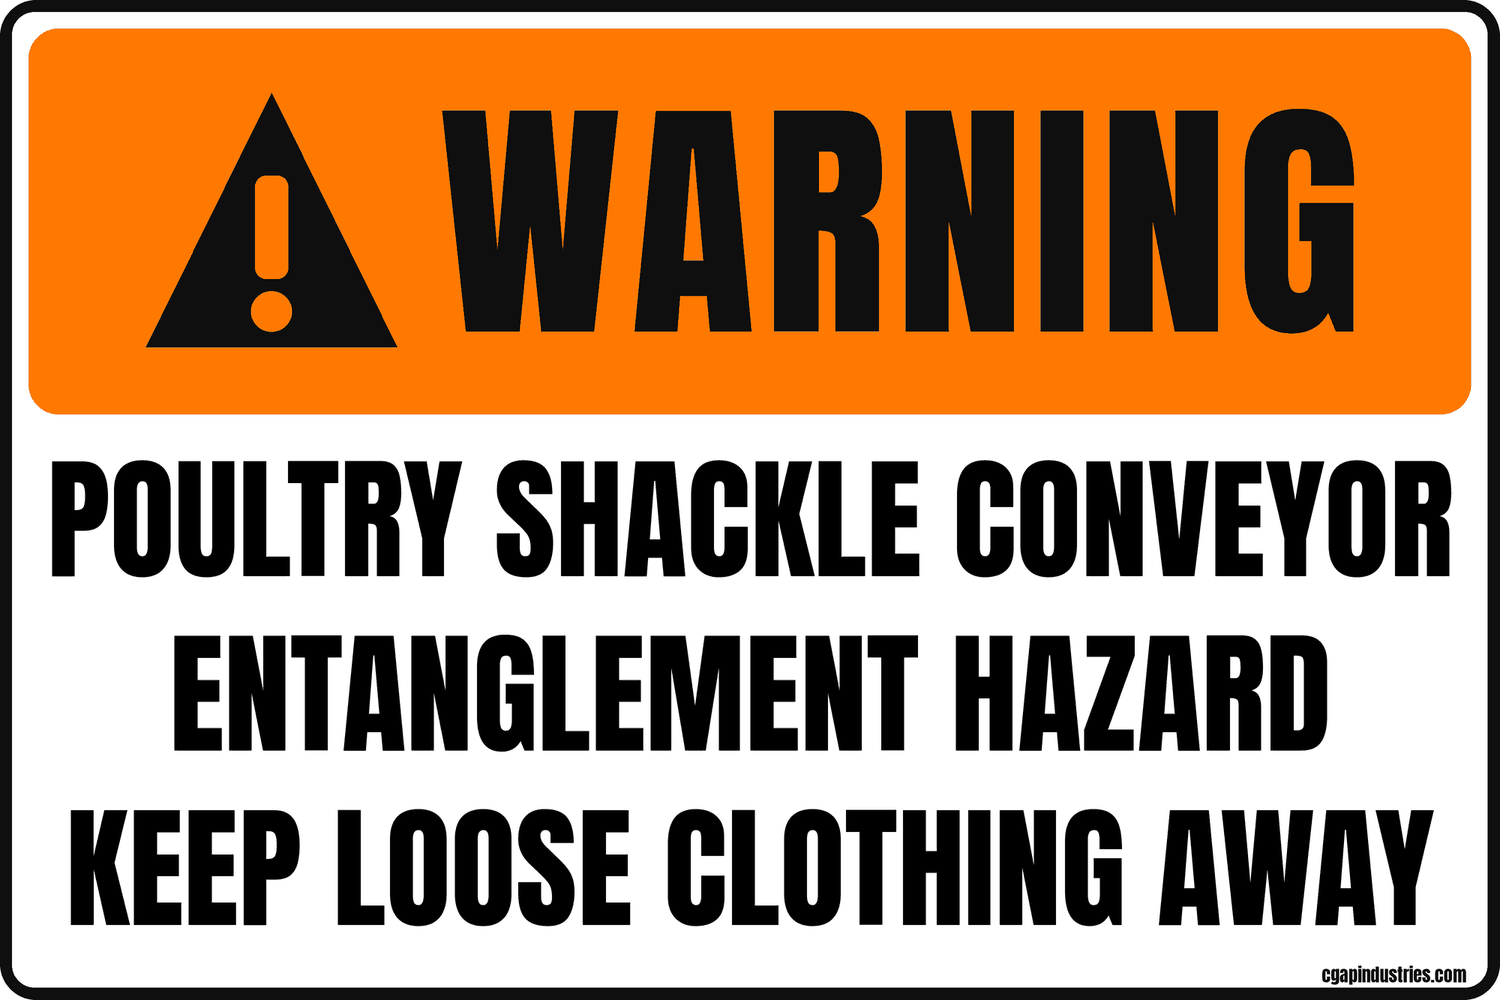 WARNING
POULTRY SHACKLE CONVEYOR
ENTANGLEMENT HAZARD
KEEP LOOSE CLOTHING AWAY
cgapindustries.com